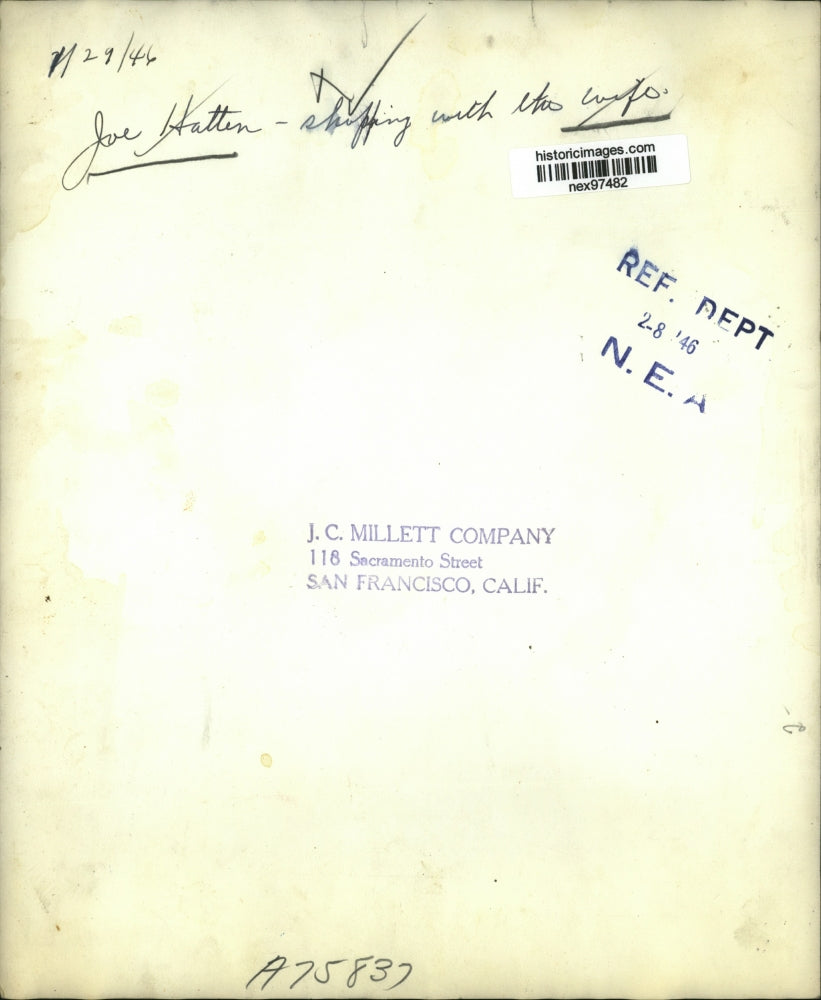 1/29/46
Joe Hatten - shopping with the wife.
historicimages.com
nex97482
REF. DEPT
2-8 '46
N. E. A
J. C. MILLETT COMPANY
118 Sacramento Street
SAN FRANCISCO, CALIF.
A75837